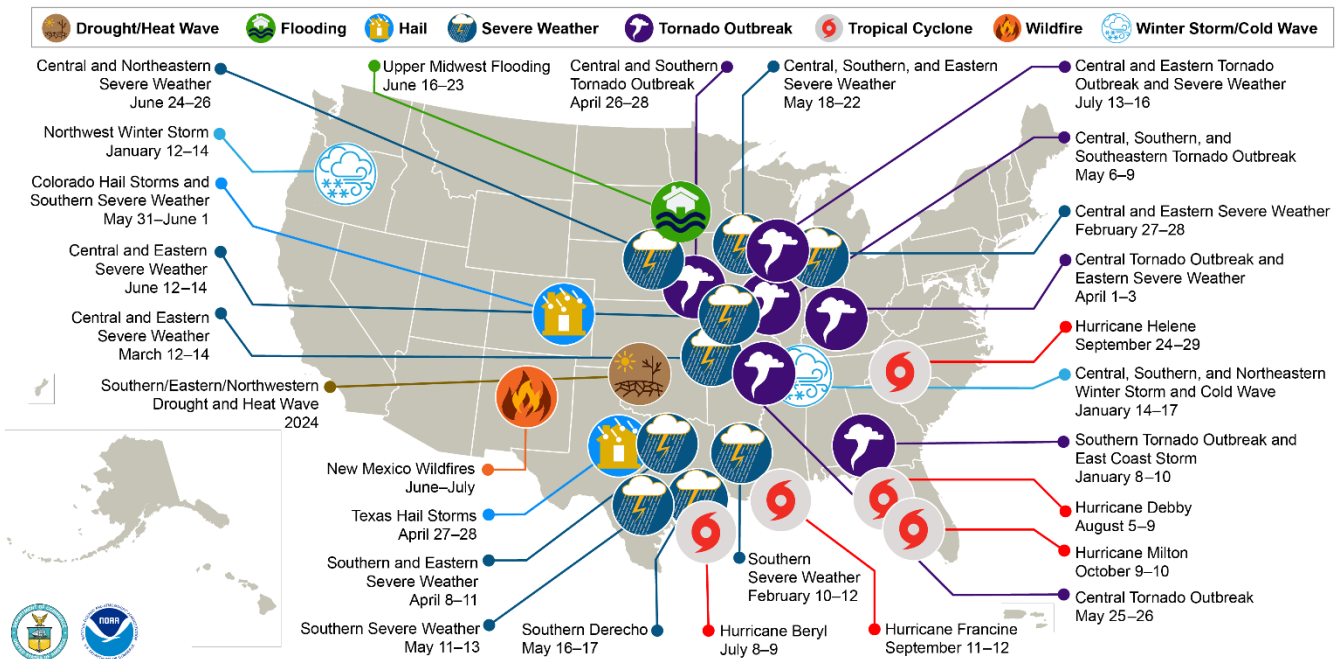 Drought/Heat Wave
Flooding
Hail
Severe Weather
Tornado Outbreak
Tropical Cyclone
Wildfire
Winter Storm/Cold Wave
Central and Northeastern
Severe Weather
June 24–26
Upper Midwest Flooding
June 16–23
Central and Southern
Tornado Outbreak
April 26–28
Central, Southern, and Eastern
Severe Weather
May 18–22
Central and Eastern Tornado
Outbreak and Severe Weather
July 13–16
Northwest Winter Storm
January 12–14
Central, Southern, and
Southeastern Tornado Outbreak
May 6–9
Colorado Hail Storms and
Southern Severe Weather
May 31–June 1
Central and Eastern Severe Weather
February 27–28
Central and Eastern
Severe Weather
June 12–14
Central Tornado Outbreak and
Eastern Severe Weather
April 1–3
Central and Eastern
Severe Weather
March 12–14
Hurricane Helene
September 24–29
Southern/Eastern/Northwestern
Drought and Heat Wave
2024
Central, Southern, and Northeastern
Winter Storm and Cold Wave
January 14–17
Southern Tornado Outbreak and
East Coast Storm
January 8–10
New Mexico Wildfires
June–July
Texas Hail Storms
April 27–28
Hurricane Debby
August 5–9
Southern and Eastern
Severe Weather
April 8–11
Southern
Severe Weather
February 10–12
Hurricane Milton
October 9–10
Central Tornado Outbreak
May 25–26
Southern Severe Weather
May 11–13
Southern Derecho
May 16–17
Hurricane Beryl
July 8–9
Hurricane Francine
September 11–12
NOAA